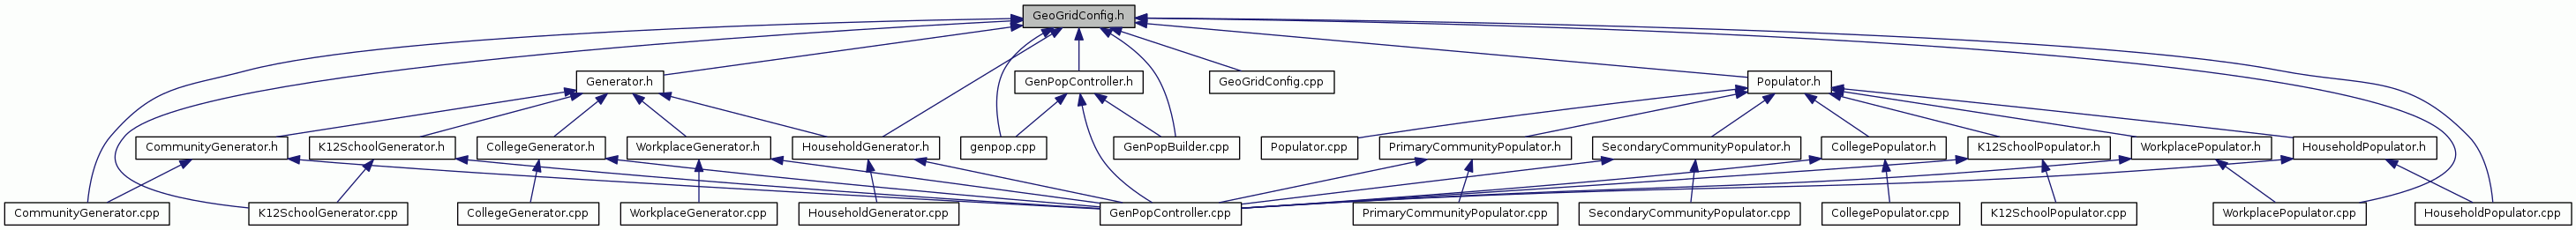 GeoGridConfig.h
Generator.h
GenPopController.h
GeoGridConfig.cpp
Populator.h
CommunityGenerator.h
K12SchoolGenerator.h
CollegeGenerator.h
WorkplaceGenerator.h
HouseholdGenerator.h
genpop.cpp
GenPopBuilder.cpp
Populator.cpp
PrimaryCommunityPopulator.h
SecondaryCommunityPopulator.h
CollegePopulator.h
K12SchoolPopulator.h
WorkplacePopulator.h
HouseholdPopulator.h
CommunityGenerator.cpp
K12SchoolGenerator.cpp
CollegeGenerator.cpp
WorkplaceGenerator.cpp
HouseholdGenerator.cpp
GenPopController.cpp
PrimaryCommunityPopulator.cpp
SecondaryCommunityPopulator.cpp
CollegePopulator.cpp
K12SchoolPopulator.cpp
WorkplacePopulator.cpp
HouseholdPopulator.cpp